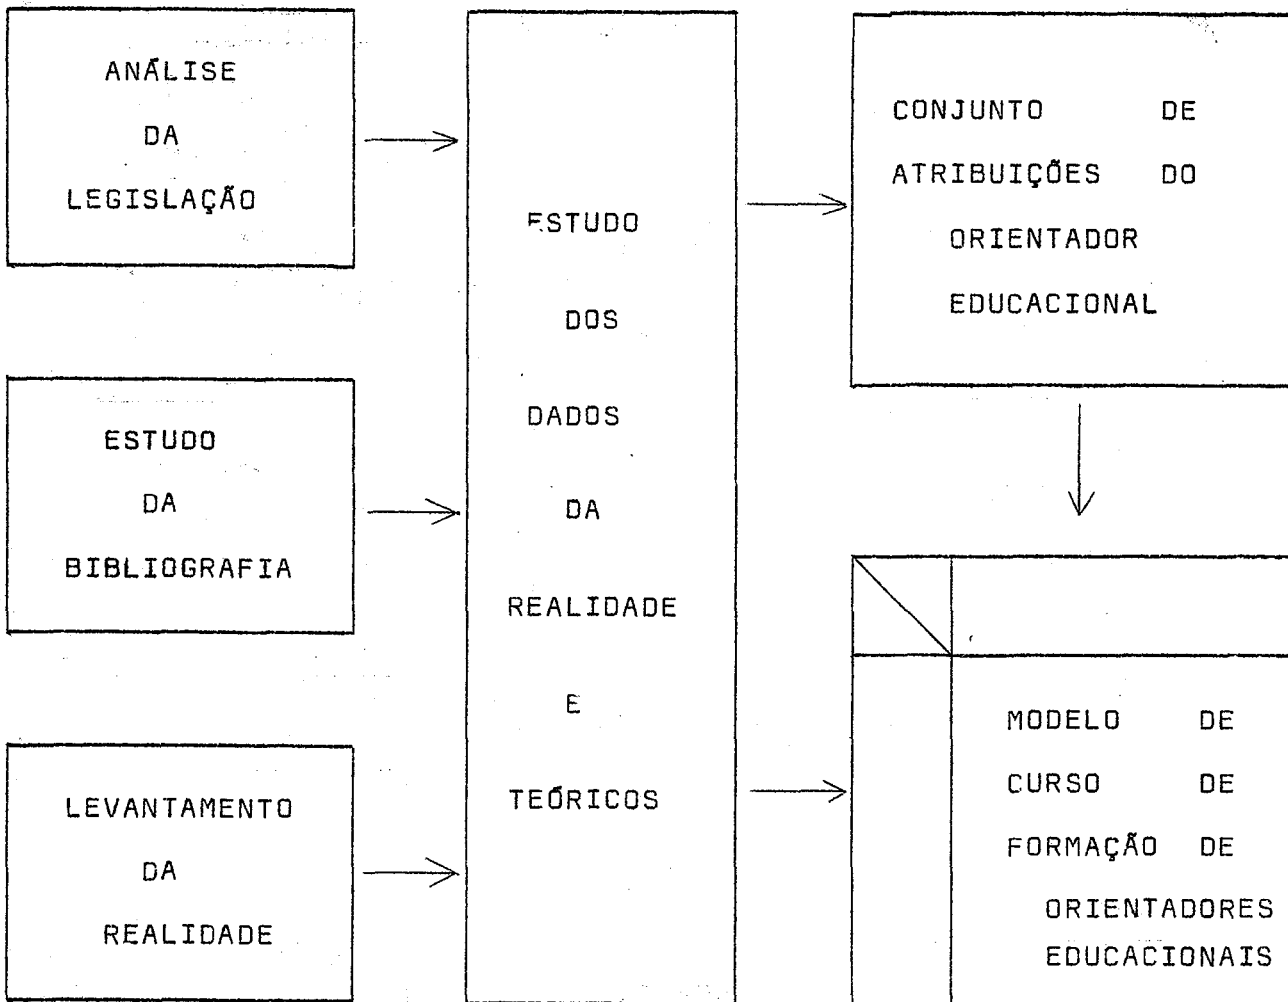 ANÁLISE
DA
LEGISLAÇÃO
ESTUDO
DA
BIBLIOGRAFIA
LEVANTAMENTO
DA
REALIDADE
ESTUDO
DOS
DADOS
DA
REALIDADE
E
TEÓRICOS
CONJUNTO DE
ATRIBUIÇÕES DO
ORIENTADOR
EDUCACIONAL
MODELO DE
CURSO DE
FORMAÇÃO DE
ORIENTADORES
EDUCACIONAIS